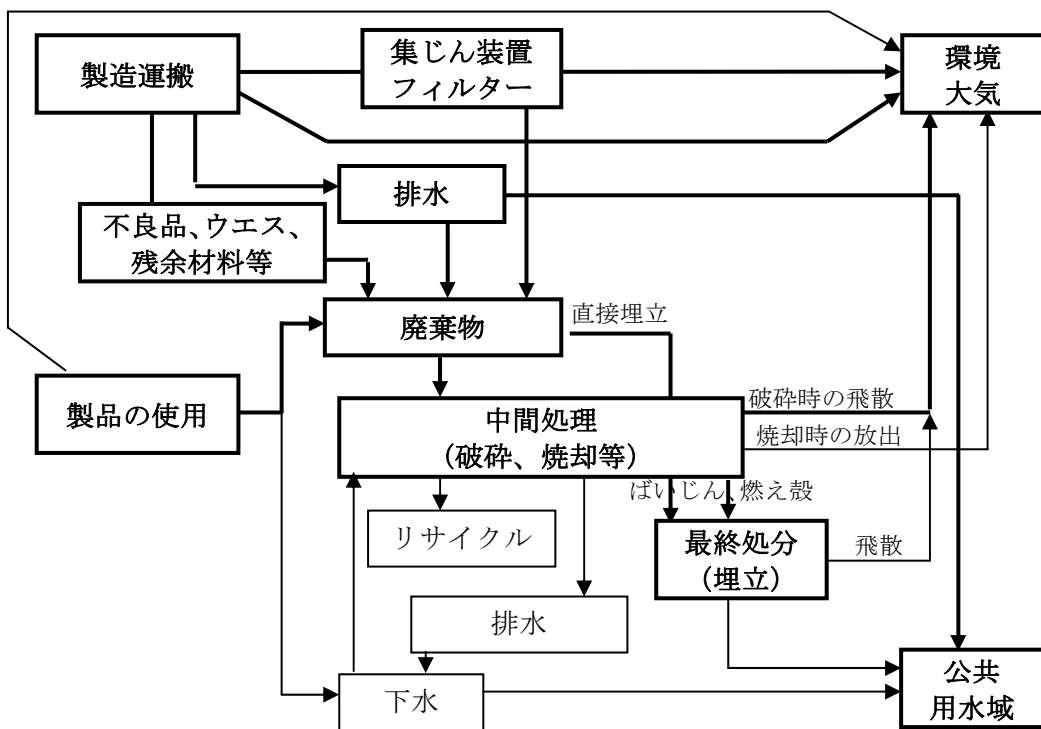 製造運搬
集じん装置
フィルター
環境
大気
排水
不良品、ウエス、
残余材料等
廃棄物
直接埋立
製品の使用
中間処理
（破砕、焼却等）
破砕時の飛散
焼却時の放出
ばいじん、燃え殻
リサイクル
最終処分
（埋立）
飛散
排水
下水
公共
用水域